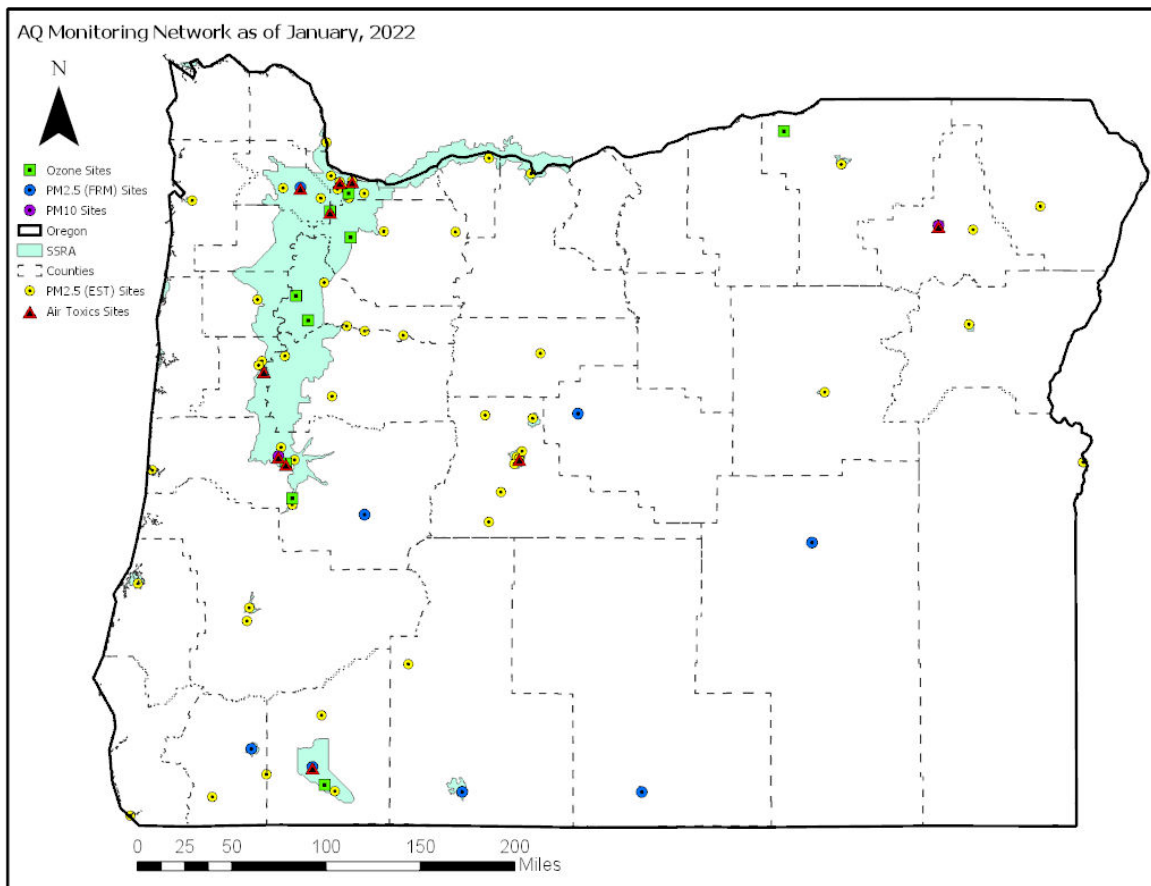 AQ Monitoring Network as of January, 2022
N
Ozone Sites
PM2.5 (FRM) Sites
PM10 Sites
Oregon
SSRA
Counties
PM2.5 (EST) Sites
Air Toxics Sites
0 25 50 100 150 200
Miles